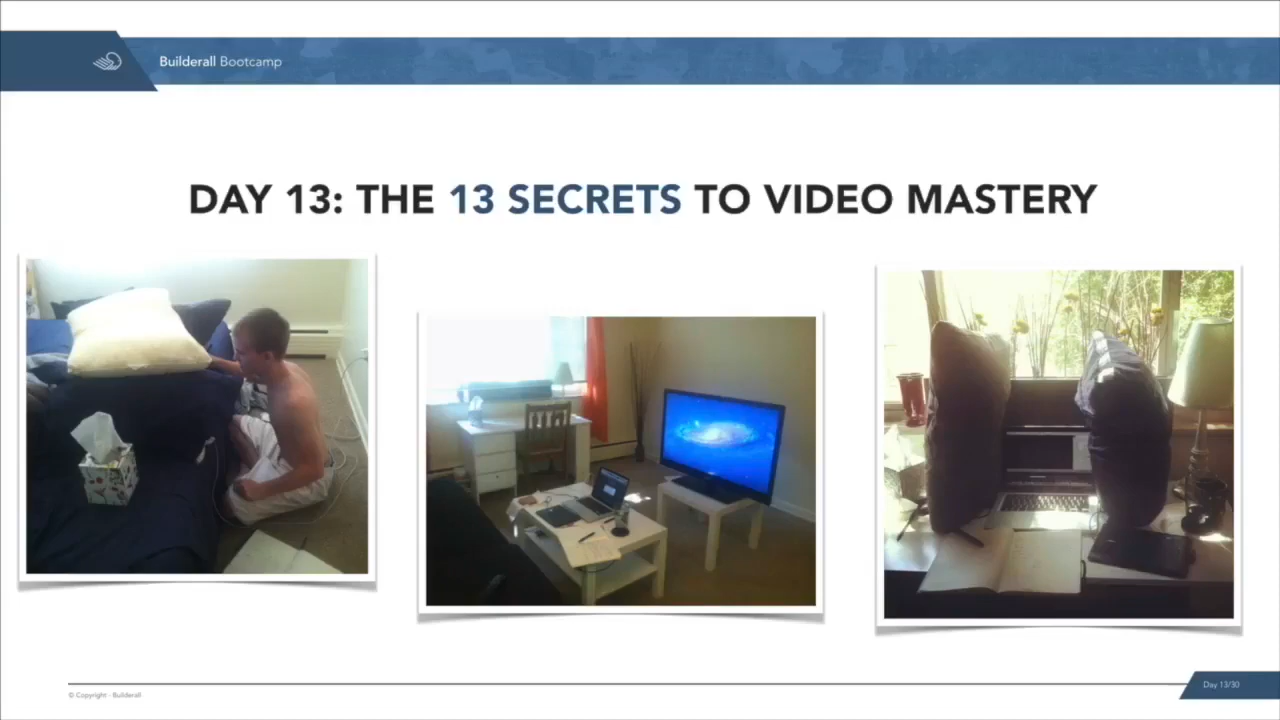 Builderall Bootcamp
DAY 13: THE 13 SECRETS TO VIDEO MASTERY
© Copyright - Builderall
Day 13/30